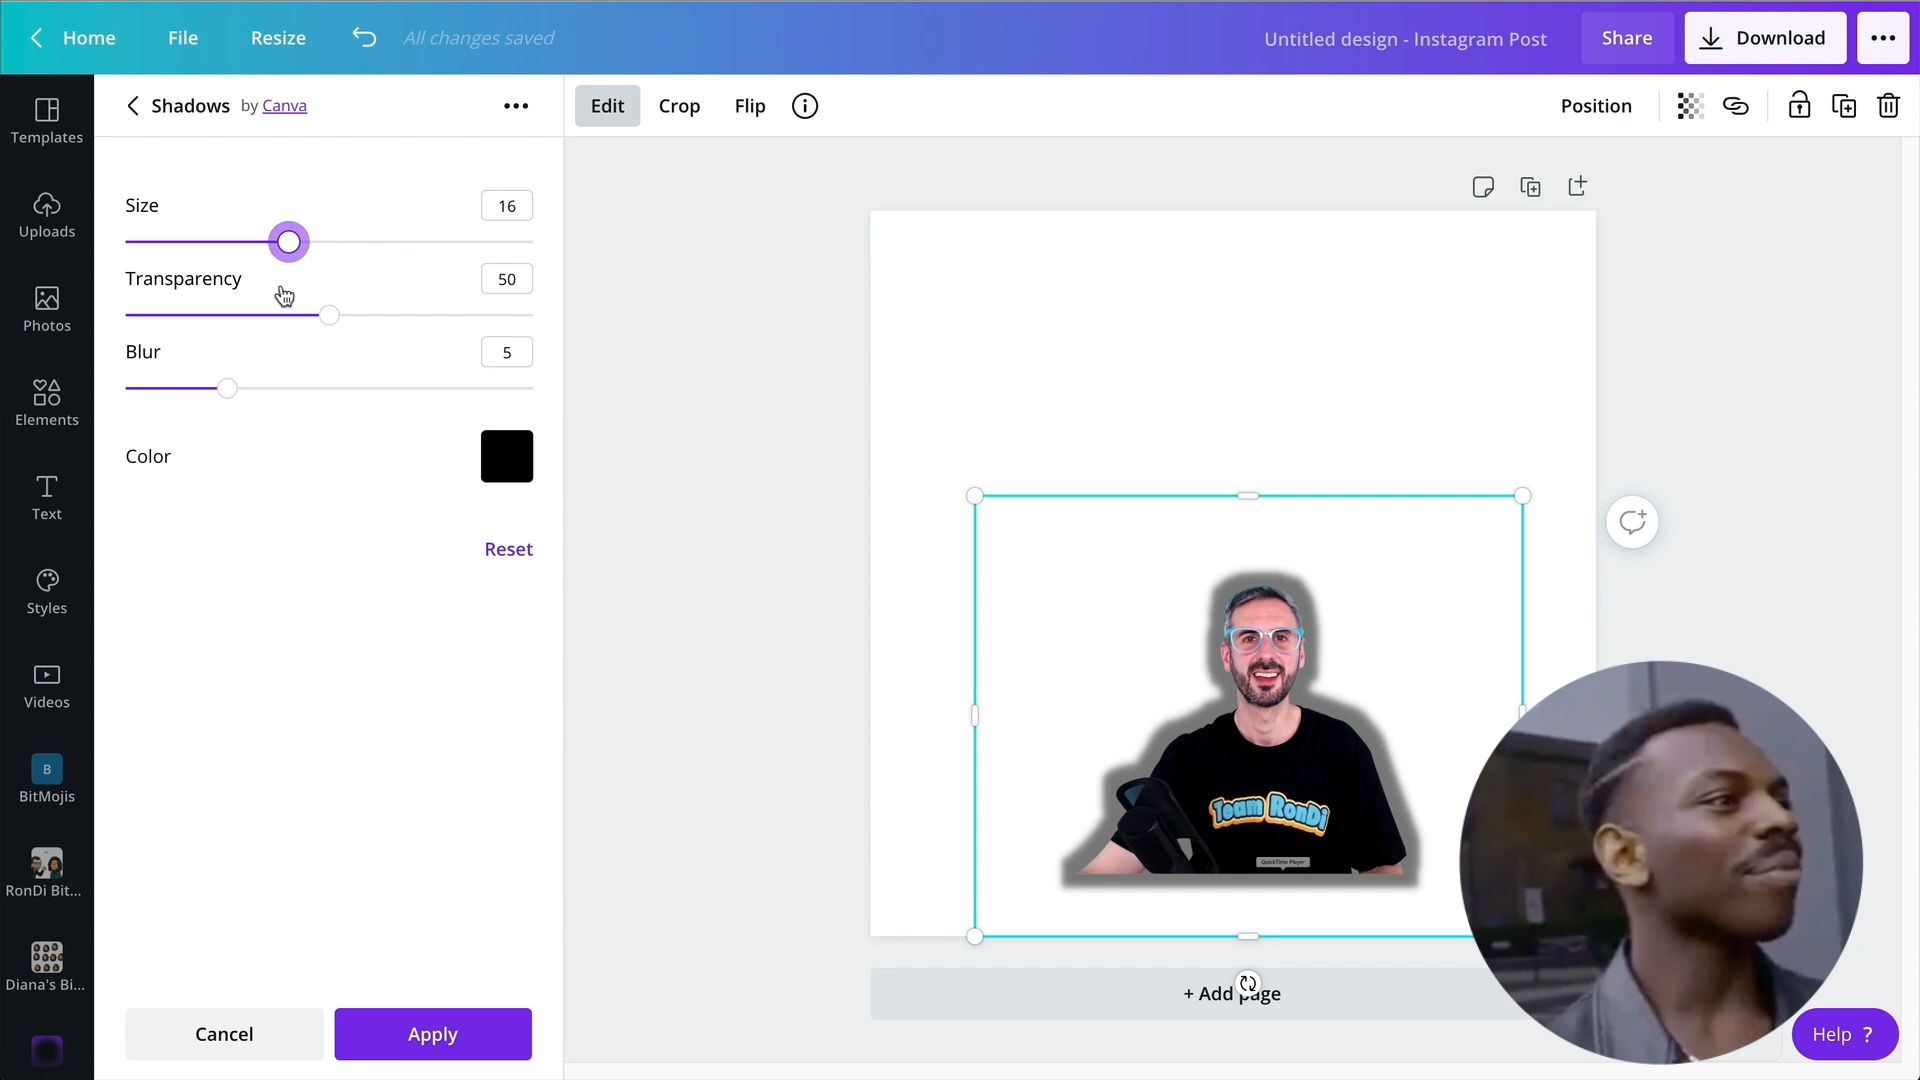 Home File Resize All changes saved Untitled design - Instagram Post Share Download
Templates
Uploads
Photos
Elements
Text
Styles
Videos
B
BitMojis
RonDi Bit...
Diana's Bi...
Shadows by Canva
Size 16
Transparency 50
Blur 5
Color
Reset
Cancel Apply
Edit Crop Flip Position
Team RonDi
QuickTime Player
+ Add page
Help ?